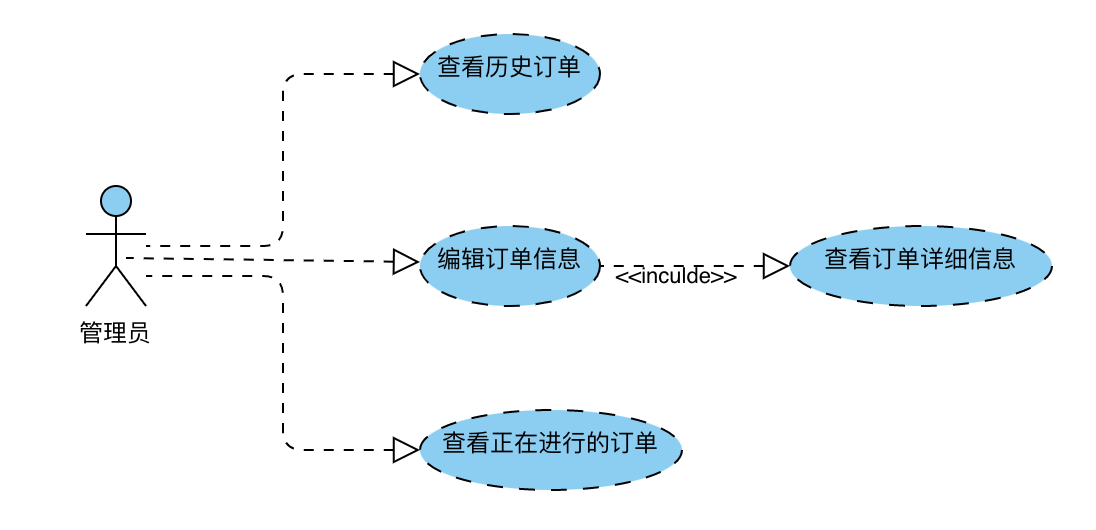 查看历史订单
管理员
编辑订单信息
<<inculde>>
查看订单详细信息
查看正在进行的订单